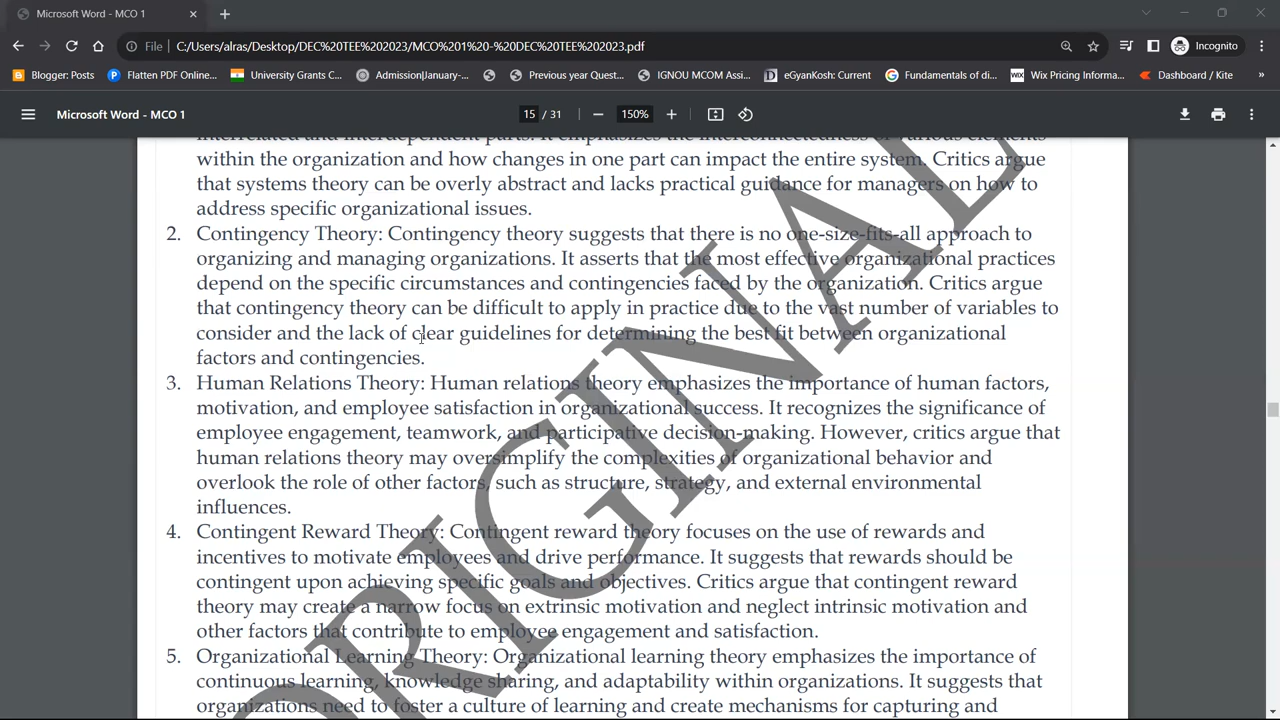 Microsoft Word - MCO 1
Incognito
File
C:/Users/alras/Desktop/DEC%20TEE%202023/MCO%201%20-%20DEC%20TEE%202023.pdf
Blogger: Posts
Flatten PDF Online...
University Grants C...
Admission|January-...
Previous year Quest...
IGNOU MCOM Assi...
eGyanKosh: Current
Fundamentals of di...
Wix Pricing Informa...
Dashboard / Kite
»
Microsoft Word - MCO 1
15 / 31
150%
interrelated and interdependent parts. It emphasizes the interconnectedness of various elements
within the organization and how changes in one part can impact the entire system. Critics argue
that systems theory can be overly abstract and lacks practical guidance for managers on how to
address specific organizational issues.
2. Contingency Theory: Contingency theory suggests that there is no one-size-fits-all approach to
organizing and managing organizations. It asserts that the most effective organizational practices
depend on the specific circumstances and contingencies faced by the organization. Critics argue
that contingency theory can be difficult to apply in practice due to the vast number of variables to
consider and the lack of clear guidelines for determining the best fit between organizational
factors and contingencies.
3. Human Relations Theory: Human relations theory emphasizes the importance of human factors,
motivation, and employee satisfaction in organizational success. It recognizes the significance of
employee engagement, teamwork, and participative decision-making. However, critics argue that
human relations theory may oversimplify the complexities of organizational behavior and
overlook the role of other factors, such as structure, strategy, and external environmental
influences.
4. Contingent Reward Theory: Contingent reward theory focuses on the use of rewards and
incentives to motivate employees and drive performance. It suggests that rewards should be
contingent upon achieving specific goals and objectives. Critics argue that contingent reward
theory may create a narrow focus on extrinsic motivation and neglect intrinsic motivation and
other factors that contribute to employee engagement and satisfaction.
5. Organizational Learning Theory: Organizational learning theory emphasizes the importance of
continuous learning, knowledge sharing, and adaptability within organizations. It suggests that
organizations need to foster a culture of learning and create mechanisms for capturing and
ORIGINAL